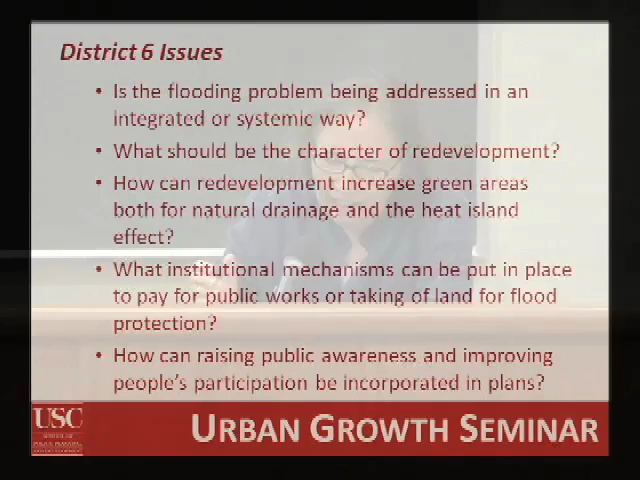 District 6 Issues
• Is the flooding problem being addressed in an
integrated or systemic way?
• What should be the character of redevelopment?
• How can redevelopment increase green areas
both for natural drainage and the heat island
effect?
• What institutional mechanisms can be put in place
to pay for public works or taking of land for flood
protection?
• How can raising public awareness and improving
people's participation be incorporated in plans?
USC
URBAN GROWTH SEMINAR